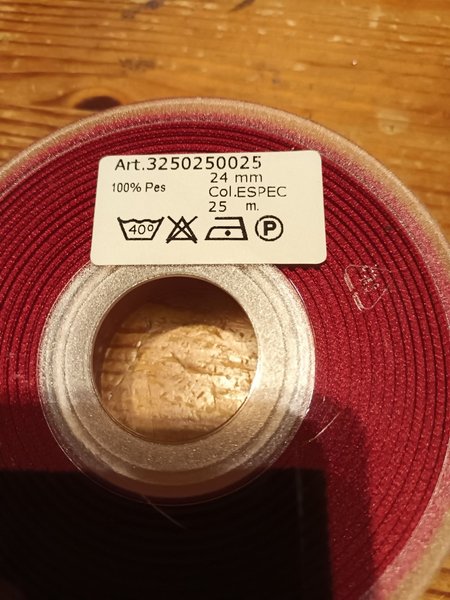 Art.3250250025
24 mm
100% Pes
Col.ESPEC
25 m.
40° P